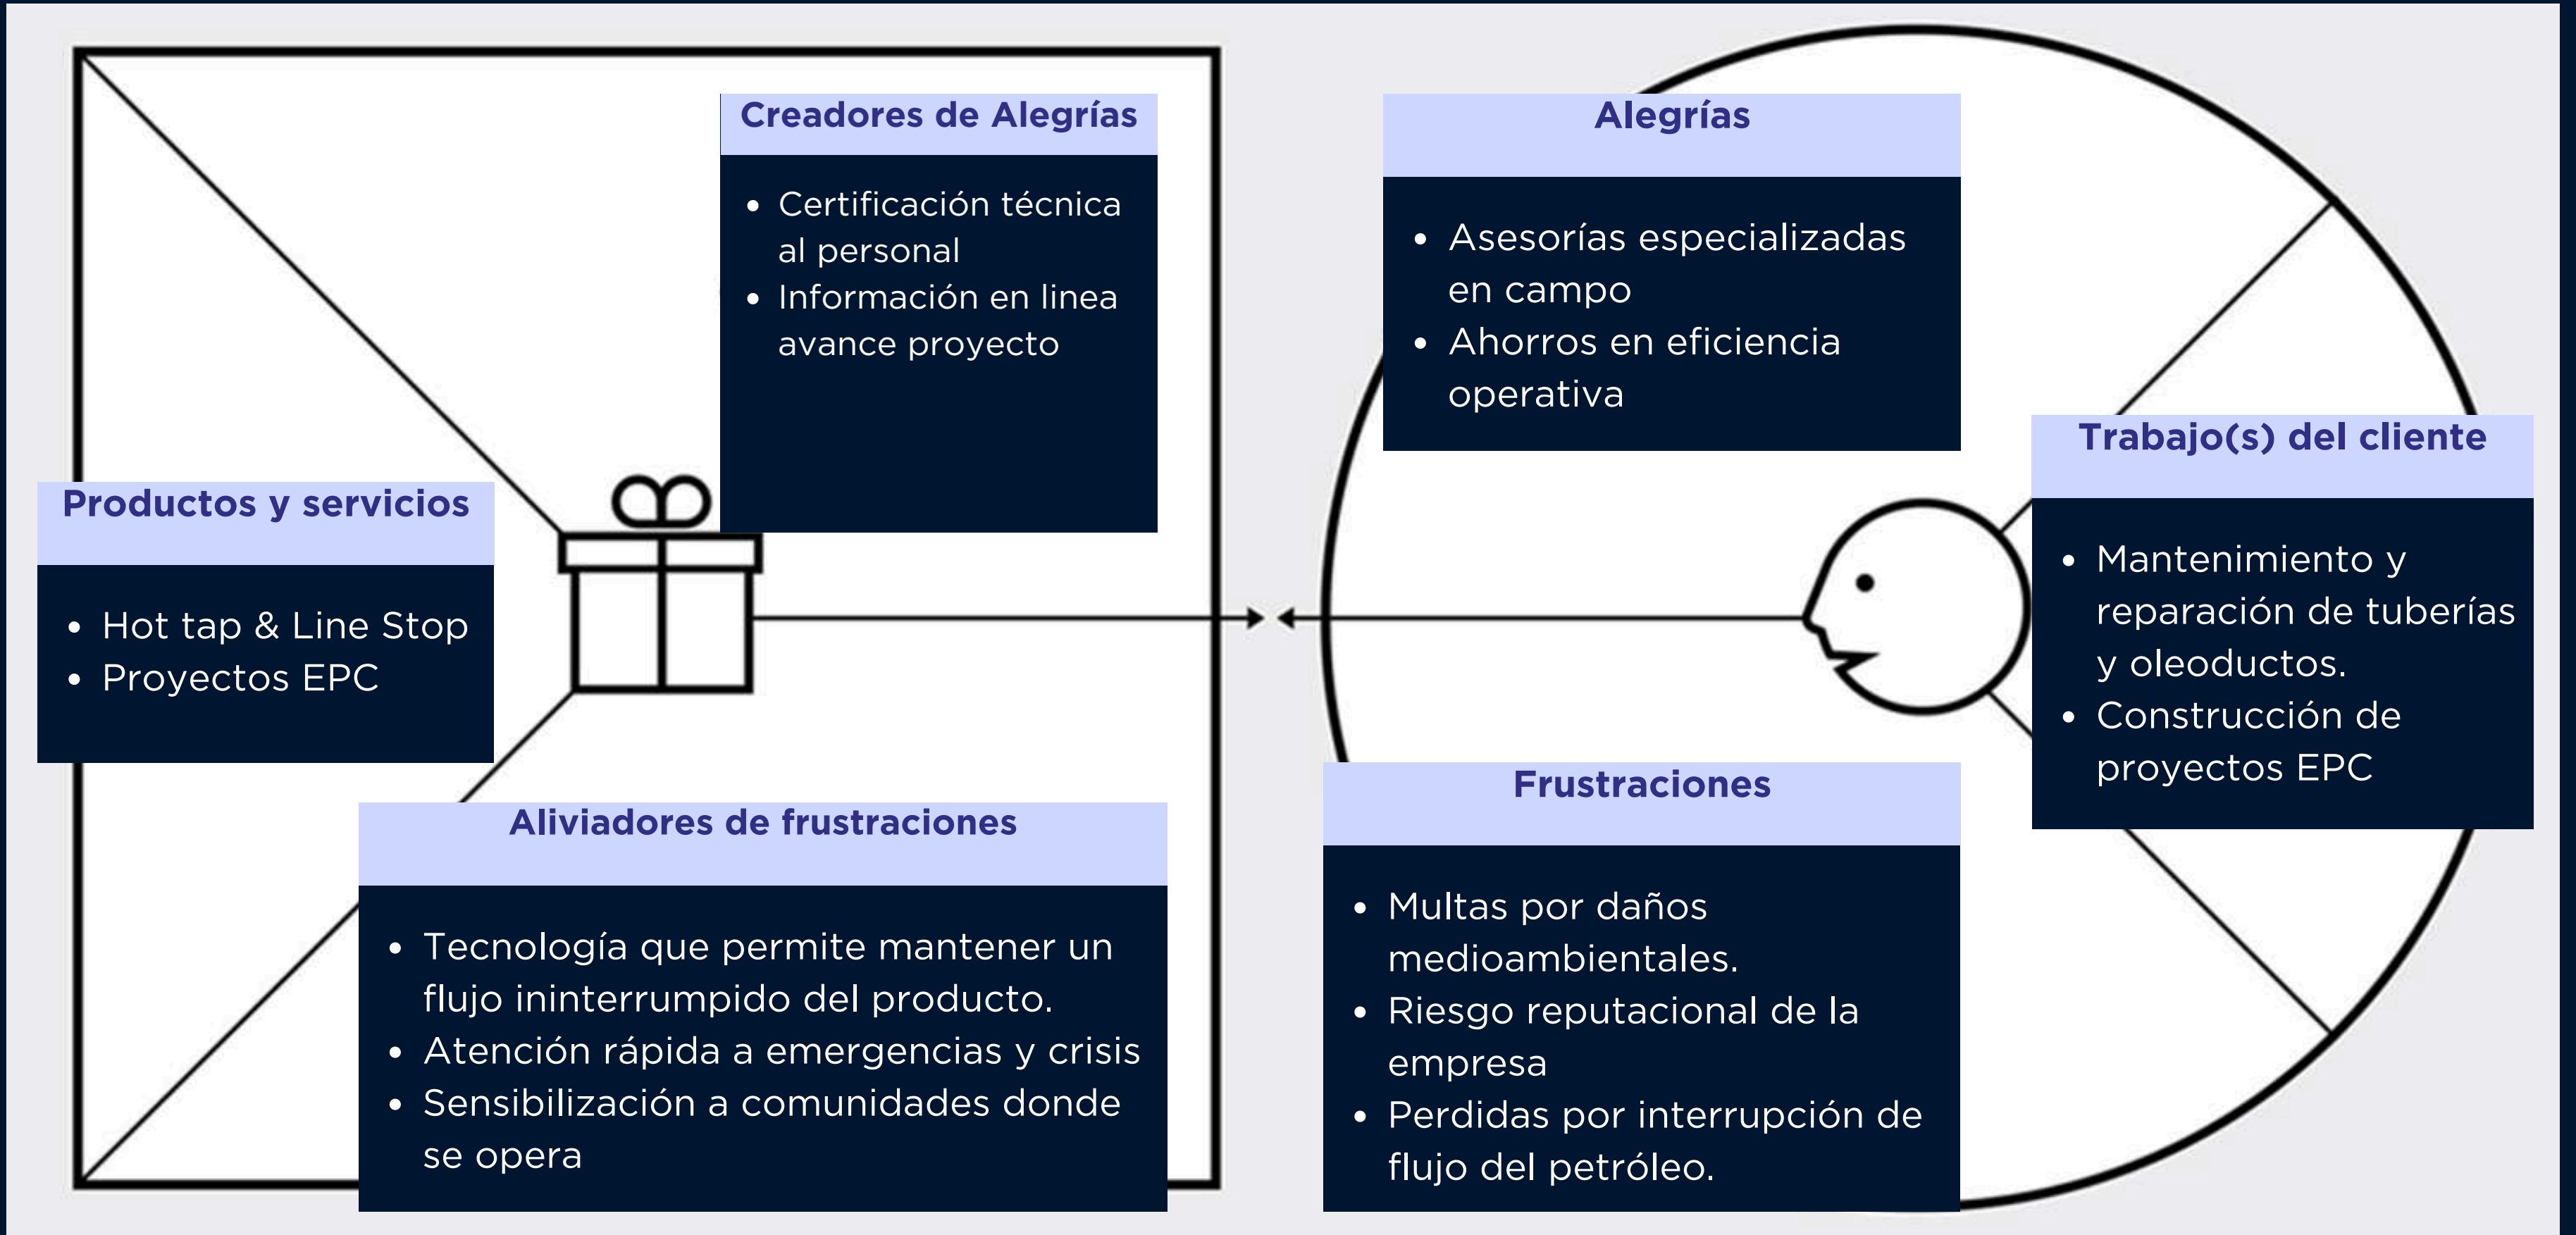 Creadores de Alegrías
• Certificación técnica
al personal
• Información en linea
avance proyecto
Productos y servicios
• Hot tap & Line Stop
• Proyectos EPC
Aliviadores de frustraciones
• Tecnología que permite mantener un
flujo ininterrumpido del producto.
• Atención rápida a emergencias y crisis
• Sensibilización a comunidades donde
se opera
Alegrías
• Asesorías especializadas
en campo
• Ahorros en eficiencia
operativa
Trabajo(s) del cliente
• Mantenimiento y
reparación de tuberías
y oleoductos.
• Construcción de
proyectos EPC
Frustraciones
• Multas por daños
medioambientales.
• Riesgo reputacional de la
empresa
• Perdidas por interrupción de
flujo del petróleo.